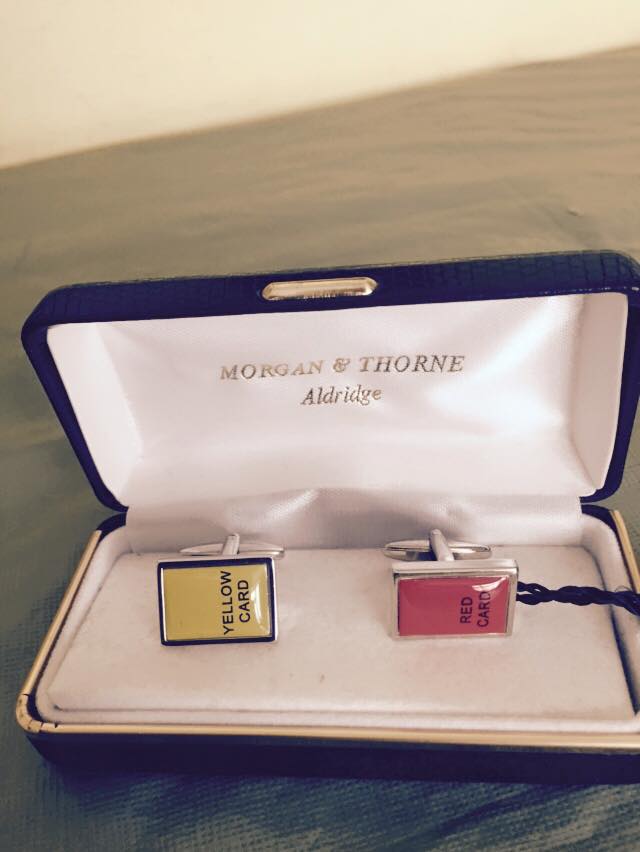 MORGAN & THORNE
Aldridge
YELLOW
CARD
RED
CARD